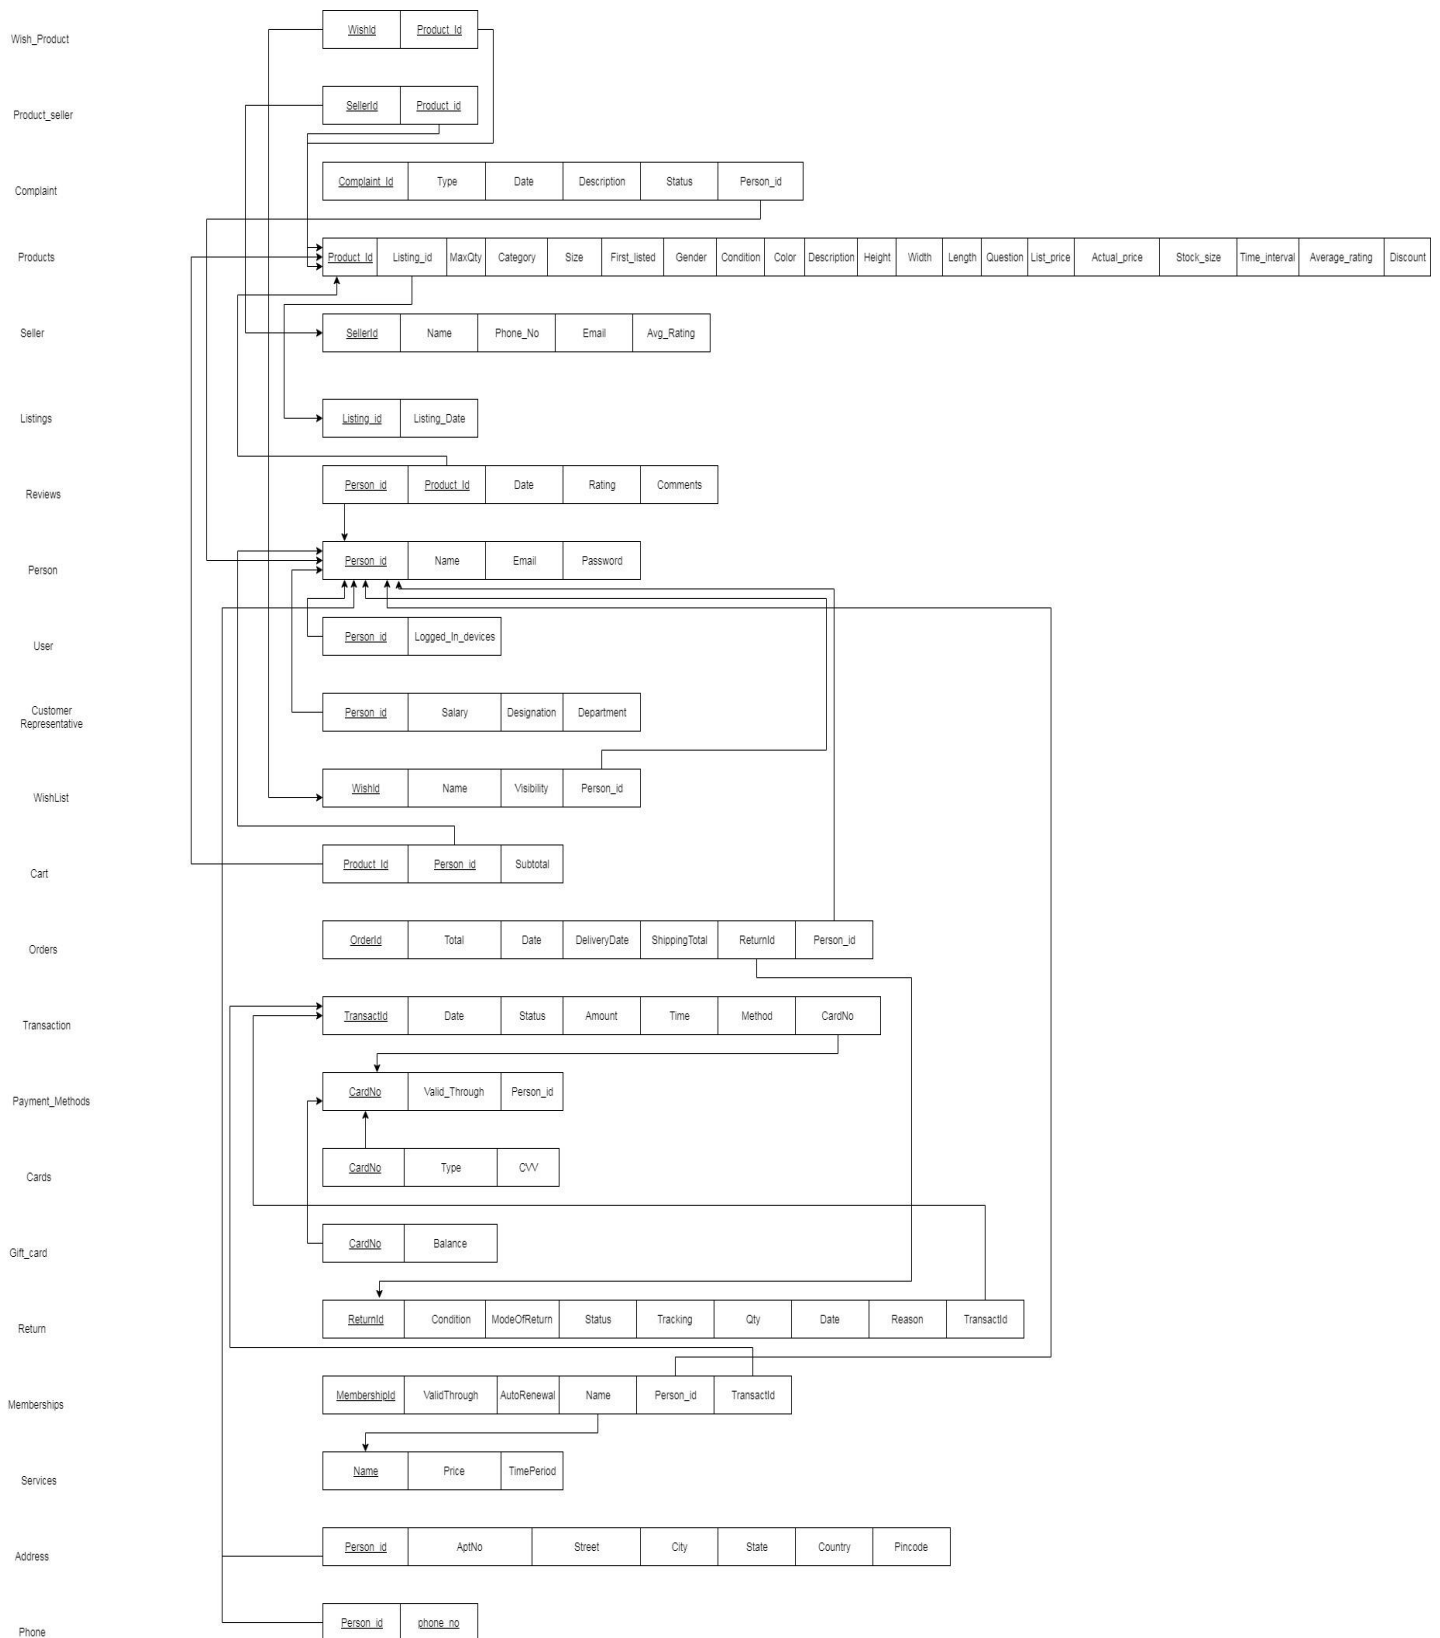 Wish_Product
WishId Product_Id
Product_seller
SellerId Product_id
Complaint
Complaint_Id Type Date Description Status Person_id
Products
Product_Id Listing_id MaxQty Category Size First_listed Gender Condition Color Description Height Width Length Question List_price Actual_price Stock_size Time_interval Average_rating Discount
Seller
SellerId Name Phone_No Email Avg_Rating
Listings
Listing_id Listing_Date
Reviews
Person_id Product_Id Date Rating Comments
Person
Person_id Name Email Password
User
Person_id Logged_In_devices
Customer
Representative
Person_id Salary Designation Department
WishList
WishId Name Visibility Person_id
Cart
Product_Id Person_id Subtotal
Orders
OrderId Total Date DeliveryDate ShippingTotal ReturnId Person_id
Transaction
TransactId Date Status Amount Time Method CardNo
Payment_Methods
CardNo Valid_Through Person_id
Cards
CardNo Type CVV
Gift_card
CardNo Balance
Return
ReturnId Condition ModeOfReturn Status Tracking Qty Date Reason TransactId
Memberships
MembershipId ValidThrough AutoRenewal Name Person_id TransactId
Services
Name Price TimePeriod
Address
Person_id AptNo Street City State Country Pincode
Phone
Person_id phone_no